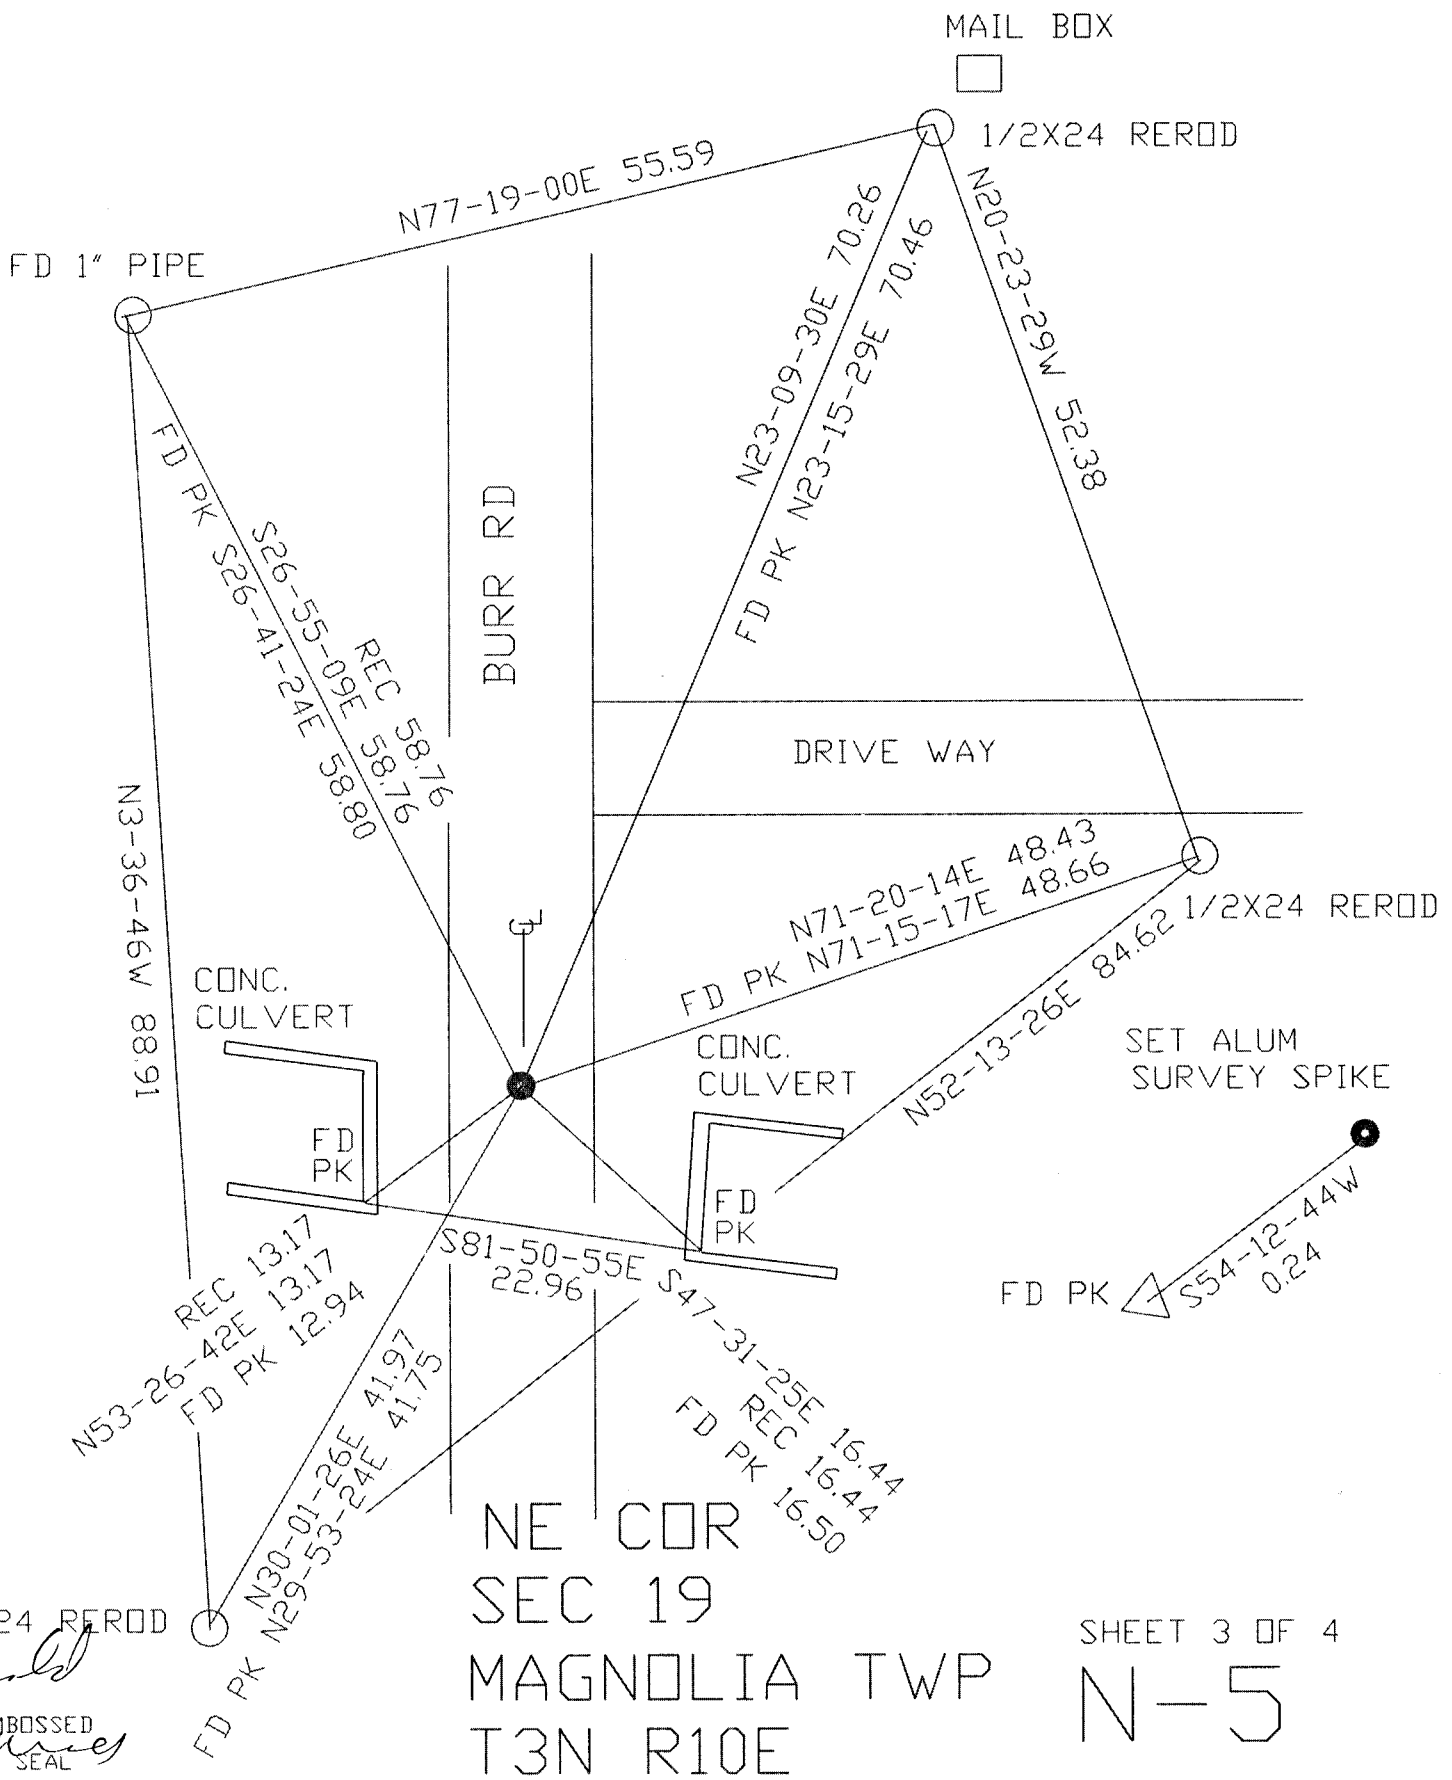 MAIL BOX
1/2X24 REROD
N77-19-00E 55.59
FD 1" PIPE
N20-23-29W 52.38
N23-09-30E 70.26
FD PK N23-15-29E 70.46
REC 58.76
S26-55-09E 58.76
FD PK S26-41-24E 58.80
BURR RD
DRIVE WAY
N3-36-46W 88.91
N71-20-14E 48.43
FD PK N71-15-17E 48.66
1/2X24 REROD
CL
CONC.
CULVERT
N52-13-26E 84.62
CONC.
CULVERT
SET ALUM
SURVEY SPIKE
FD
PK
FD
PK
S81-50-55E
22.96
FD PK
S54-12-44W
0.24
REC 13.17
N53-26-42E 13.17
FD PK 12.94
S47-31-25E 16.44
REC 16.44
FD PK 16.50
N30-01-26E 41.97
FD PK N29-53-24E 41.75
24 REROD
NE COR
SEC 19
MAGNOLIA TWP
T3N R10E
SHEET 3 OF 4
N-5
BOSSED
SEAL